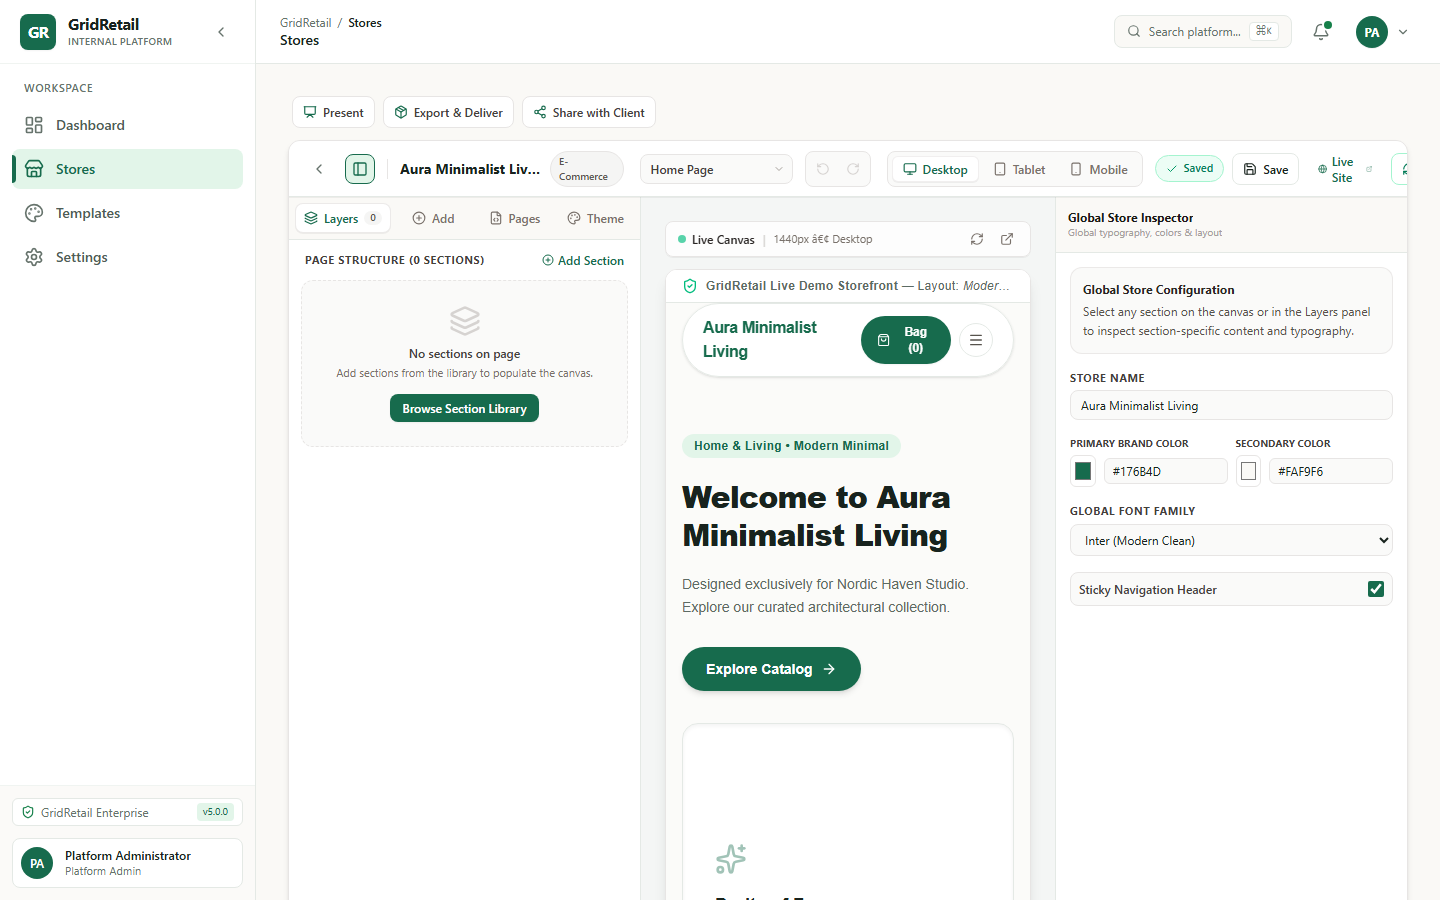 GR
GridRetail
INTERNAL PLATFORM
GridRetail / Stores
Stores
Search platform...
⌘K
PA
WORKSPACE
Dashboard
Stores
Templates
Settings
Present
Export & Deliver
Share with Client
Aura Minimalist Liv...
E-
Commerce
Home Page
Desktop
Tablet
Mobile
Saved
Save
Live
Site
Layers 0
Add
Pages
Theme
PAGE STRUCTURE (0 SECTIONS)
Add Section
No sections on page
Add sections from the library to populate the canvas.
Browse Section Library
Live Canvas | 1440px â€¢ Desktop
GridRetail Live Demo Storefront — Layout: Moder...
Aura Minimalist
Living
Bag
(0)
Home & Living • Modern Minimal
Welcome to Aura
Minimalist Living
Designed exclusively for Nordic Haven Studio.
Explore our curated architectural collection.
Explore Catalog
Global Store Inspector
Global typography, colors & layout
Global Store Configuration
Select any section on the canvas or in the Layers panel
to inspect section-specific content and typography.
STORE NAME
Aura Minimalist Living
PRIMARY BRAND COLOR
SECONDARY COLOR
#176B4D
#FAF9F6
GLOBAL FONT FAMILY
Inter (Modern Clean)
Sticky Navigation Header
GridRetail Enterprise
v5.0.0
PA
Platform Administrator
Platform Admin